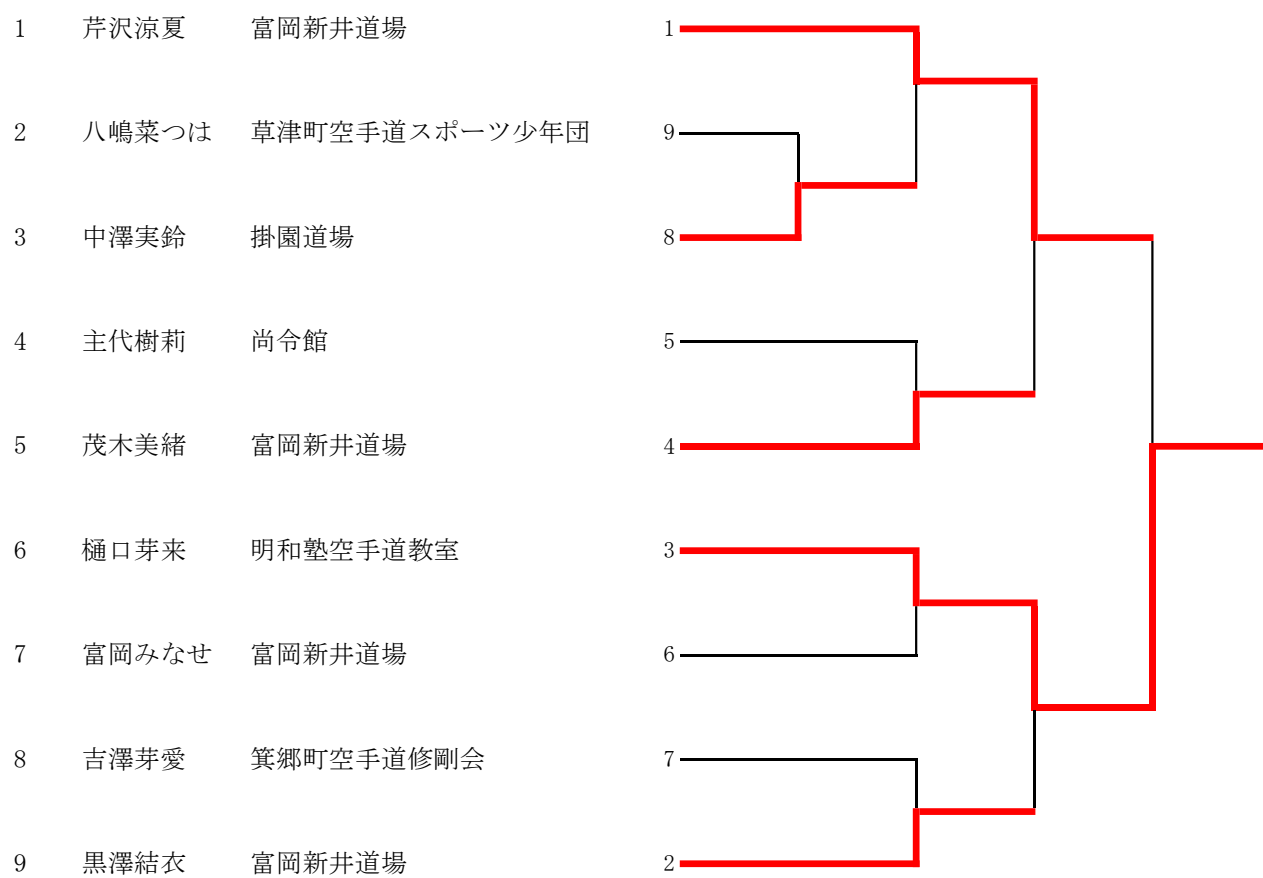 1 芹沢涼夏 富岡新井道場 1
2 八嶋菜つは 草津町空手道スポーツ少年団 9
3 中澤実鈴 掛園道場 8
4 主代樹莉 尚令館 5
5 茂木美緒 富岡新井道場 4
6 樋口芽来 明和塾空手道教室 3
7 富岡みなせ 富岡新井道場 6
8 吉澤芽愛 箕郷町空手道修剛会 7
9 黒澤結衣 富岡新井道場 2